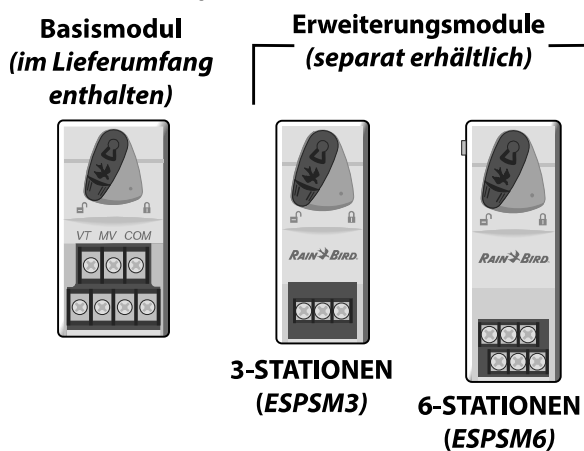 Basismodul
(im Lieferumfang
enthalten)
Erweiterungsmodule
(separat erhältlich)
VT MV COM
RAIN BIRD
RAIN BIRD
3-STATIONEN
(ESPSM3)
6-STATIONEN
(ESPSM6)